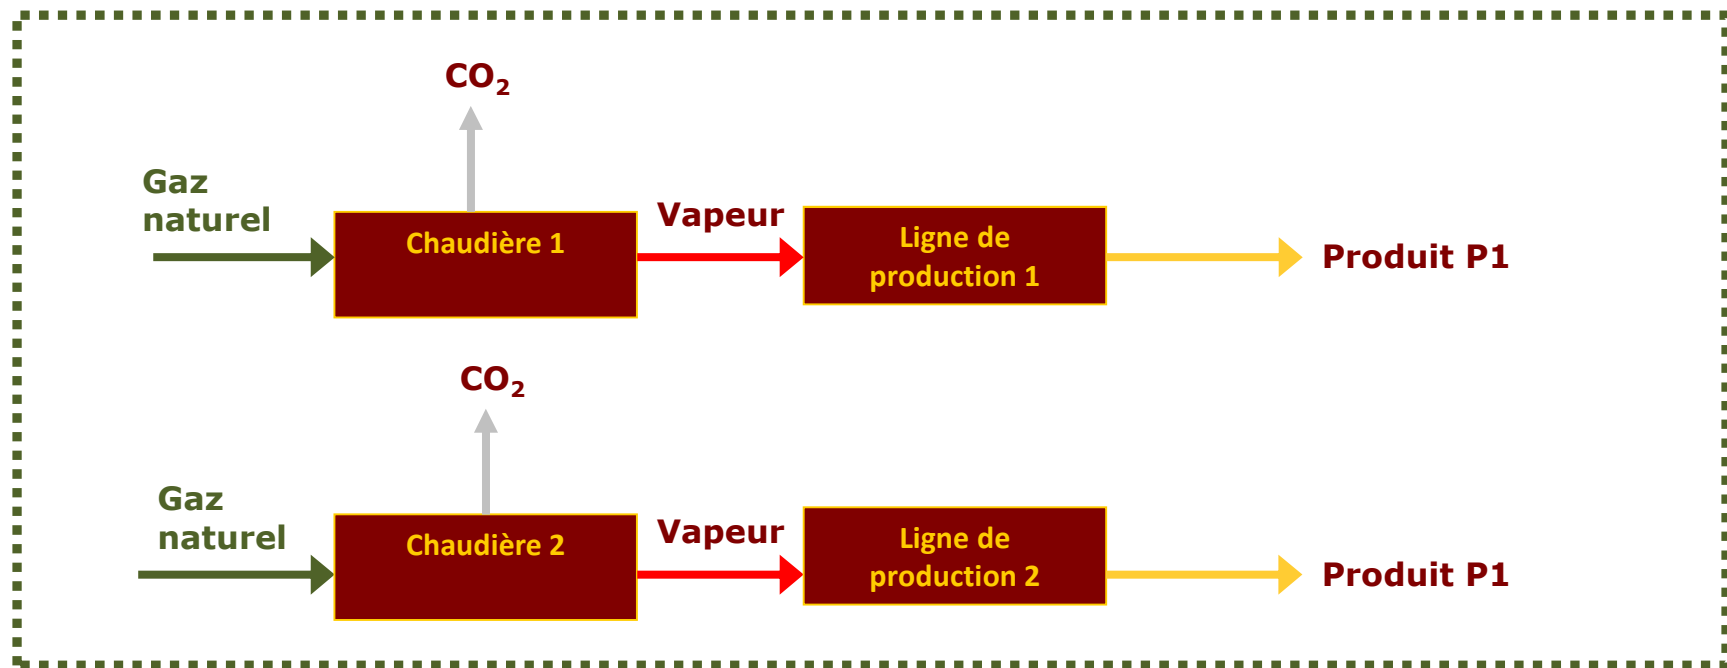 CO₂
Gaz
naturel
Chaudière 1
Vapeur
Ligne de
production 1
Produit P1
CO₂
Gaz
naturel
Chaudière 2
Vapeur
Ligne de
production 2
Produit P1